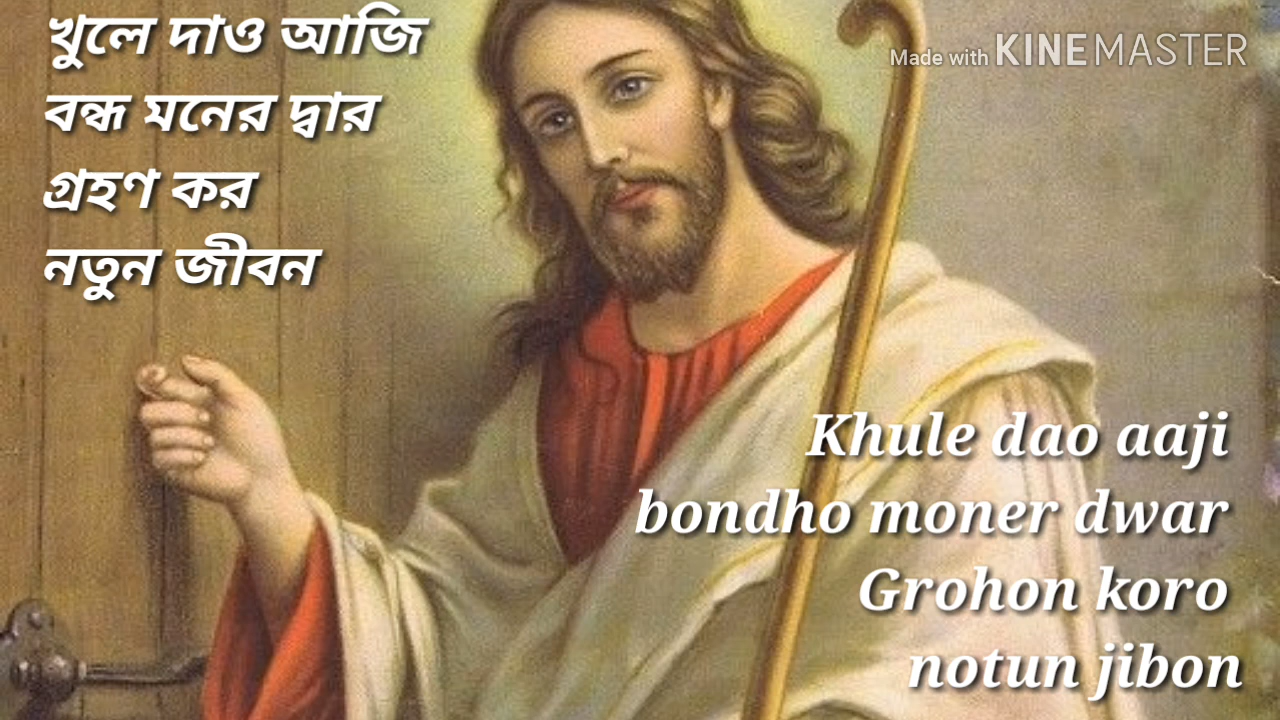 খুলে দাও আজি
বন্ধ মনের দ্বার
গ্রহণ কর
নতুন জীবন
Made with KINEMASTER
Khule dao aaji
bondho moner dwar
Grohon koro
notun jibon